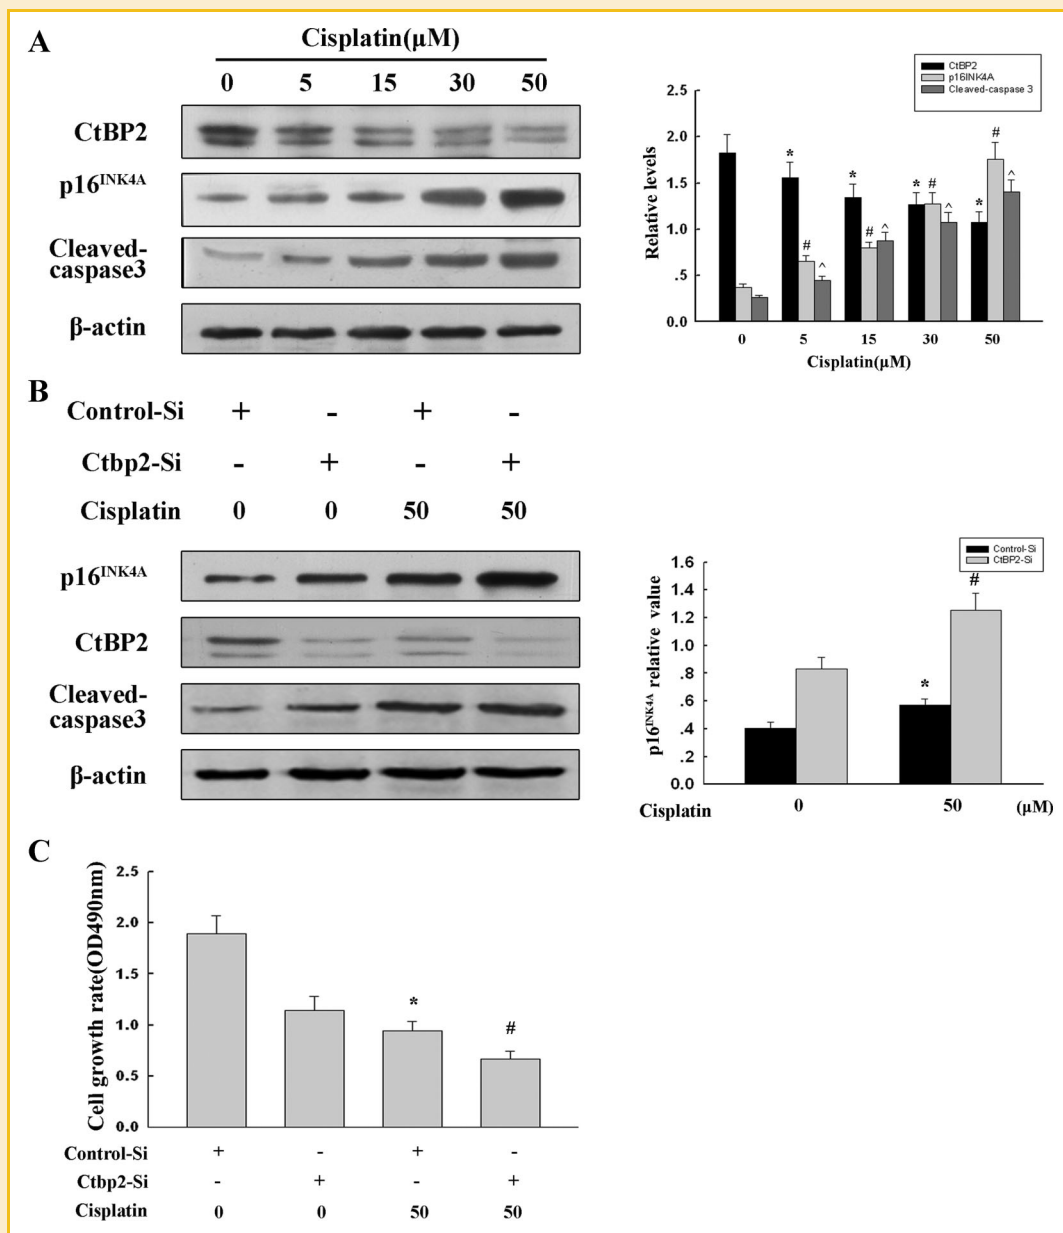 A
Cisplatin(μM)
0 5 15 30 50
CtBP2
p16INK4A
Cleaved-
caspase3
β-actin
CtBP2
p16INK4A
Cleaved-caspase 3
Relative levels
2.5
2.0
1.5
1.0
.5
0.0
* # ^ * # ^ * # ^ * # ^
0 5 15 30 50
Cisplatin(μM)
B
Control-Si + - + -
Ctbp2-Si - + - +
Cisplatin 0 0 50 50
p16INK4A
CtBP2
Cleaved-
caspase3
β-actin
Control-Si
CtBP2-Si
p16INK4A relative value
1.6
1.4
1.2
1.0
.8
.6
.4
.2
.0
* #
Cisplatin 0 50 (μM)
C
Cell growth rate(OD490nm)
2.5
2.0
1.5
1.0
0.5
0.0
* #
Control-Si + - + -
Ctbp2-Si - + - +
Cisplatin 0 0 50 50